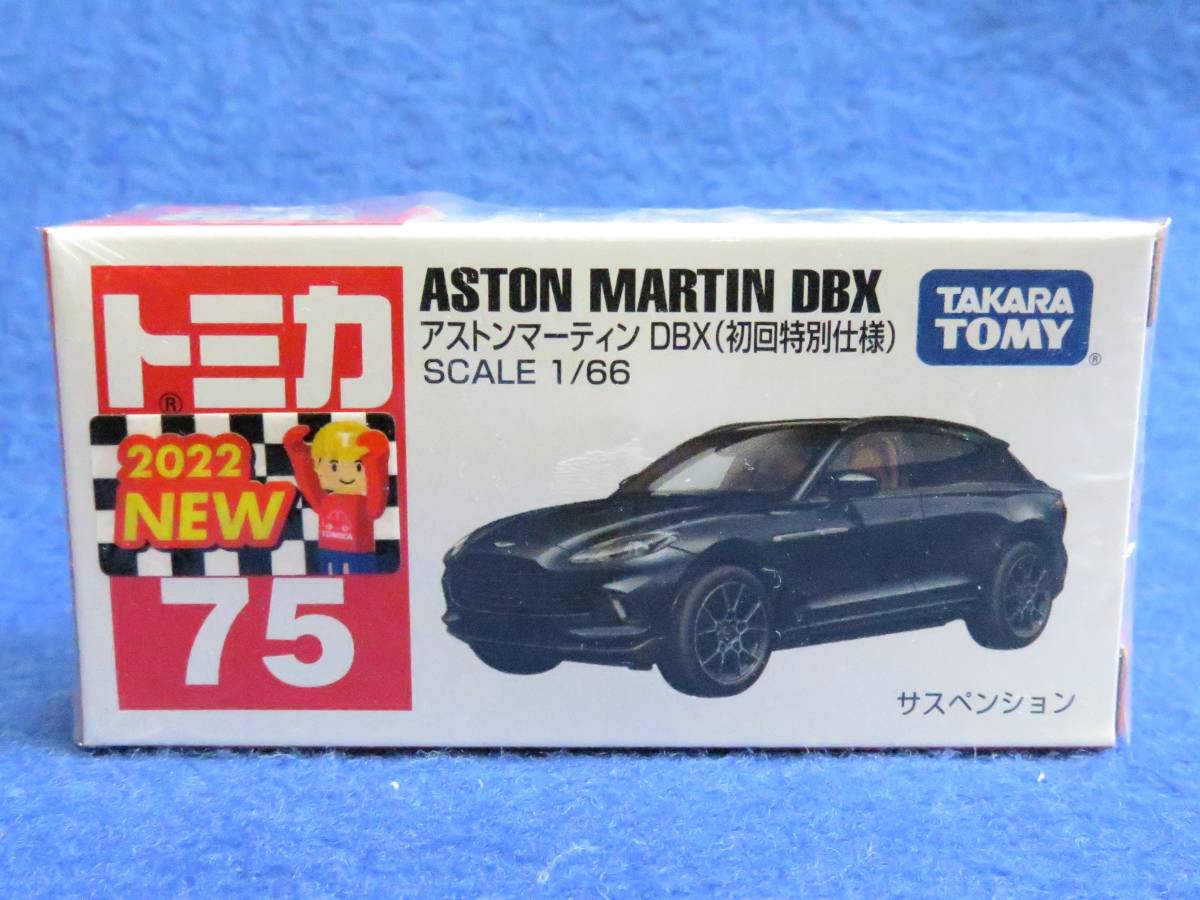 トミカ
®
2022
NEW
TOMICA
75
ASTON MARTIN DBX
アストンマーティン DBX(初回特別仕様)
SCALE 1/66
TAKARA
TOMY
®
サスペンション